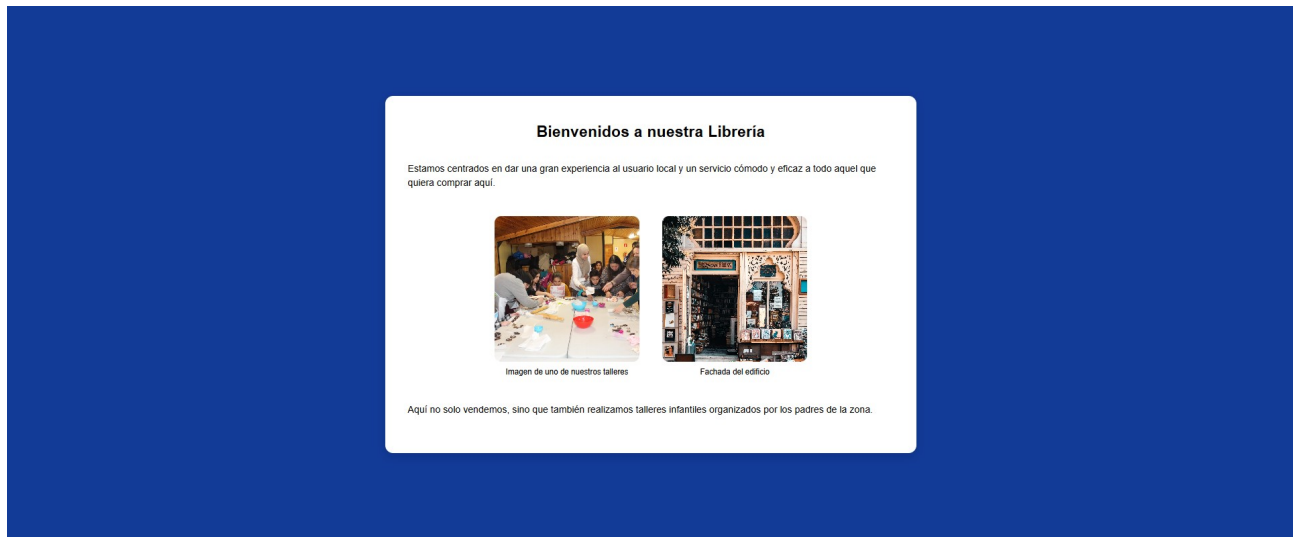 Bienvenidos a nuestra Librería
Estamos centrados en dar una gran experiencia al usuario local y un servicio cómodo y eficaz a todo aquel que
quiera comprar aquí.
Imagen de uno de nuestros talleres
Fachada del edificio
Aquí no solo vendemos, sino que también realizamos talleres infantiles organizados por los padres de la zona.